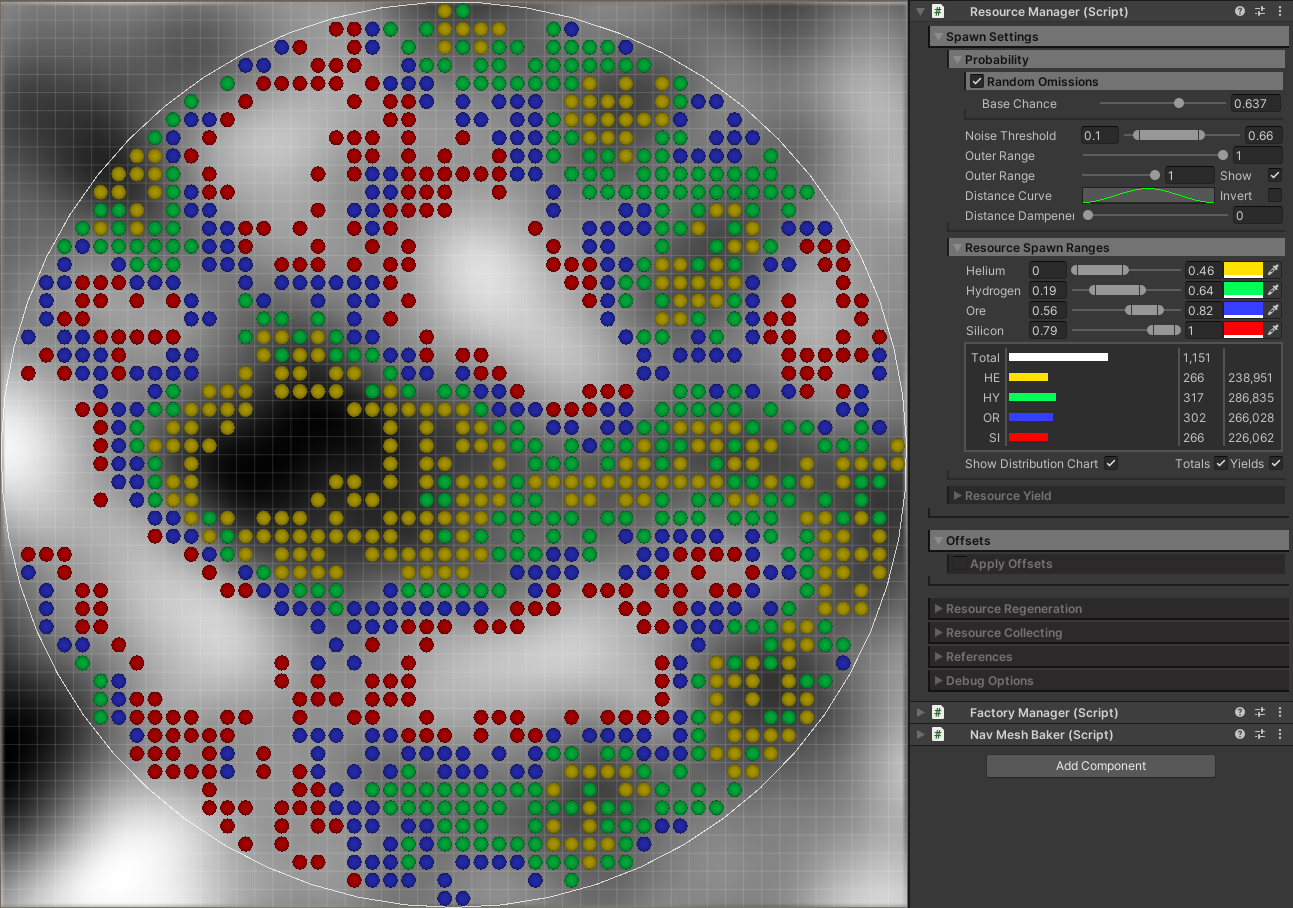 Resource Manager (Script)
Spawn Settings
Probability
Random Omissions
Base Chance 0.637
Noise Threshold 0.1 0.66
Outer Range 1
Outer Range 1 Show
Distance Curve Invert
Distance Dampener 0
Resource Spawn Ranges
Helium 0 0.46
Hydrogen 0.19 0.64
Ore 0.56 0.82
Silicon 0.79 1
Total 1,151
HE 266 238,951
HY 317 286,835
OR 302 266,028
SI 266 226,062
Show Distribution Chart Totals Yields
Resource Yield
Offsets
Apply Offsets
Resource Regeneration
Resource Collecting
References
Debug Options
# Factory Manager (Script)
# Nav Mesh Baker (Script)
Add Component